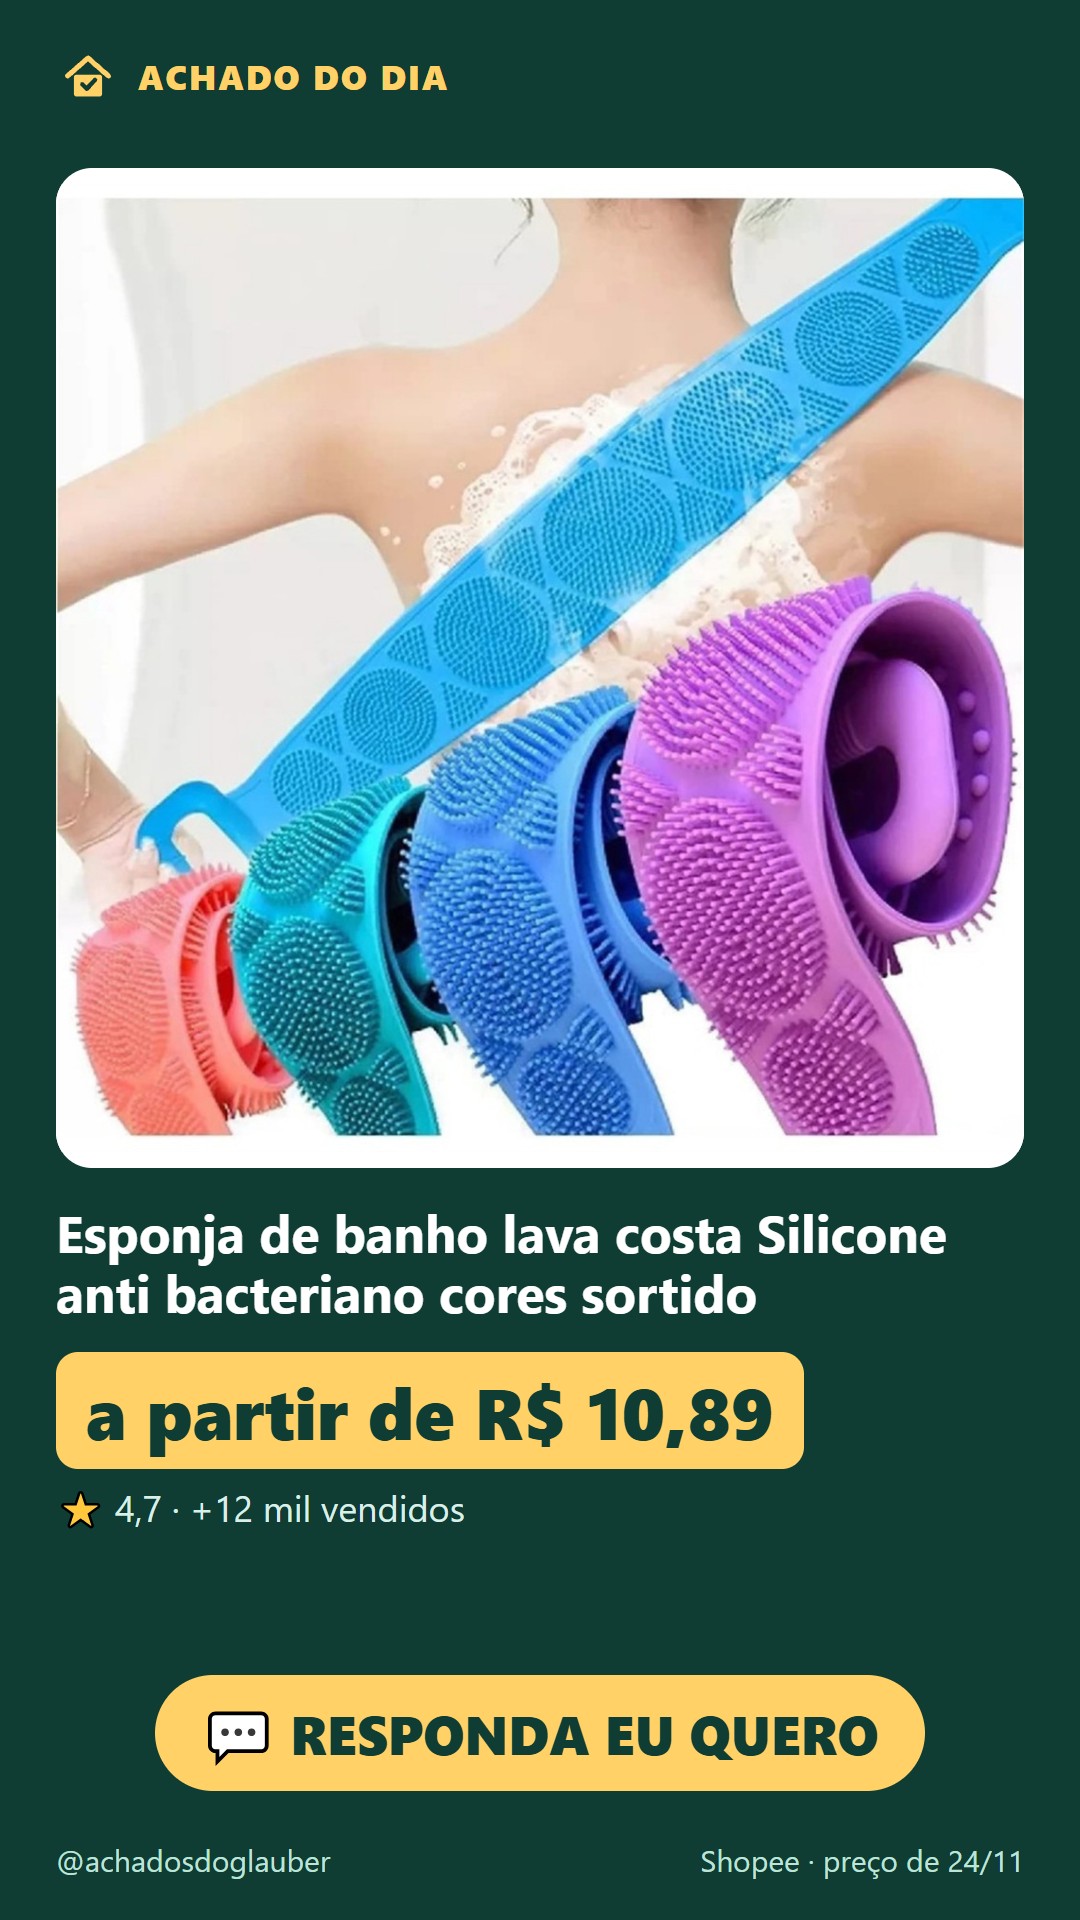 ACHADO DO DIA
Esponja de banho lava costa Silicone
anti bacteriano cores sortido
a partir de R$ 10,89
⭐ 4,7 · +12 mil vendidos
💬 RESPONDA EU QUERO
@achadosdoglauber
Shopee · preço de 24/11